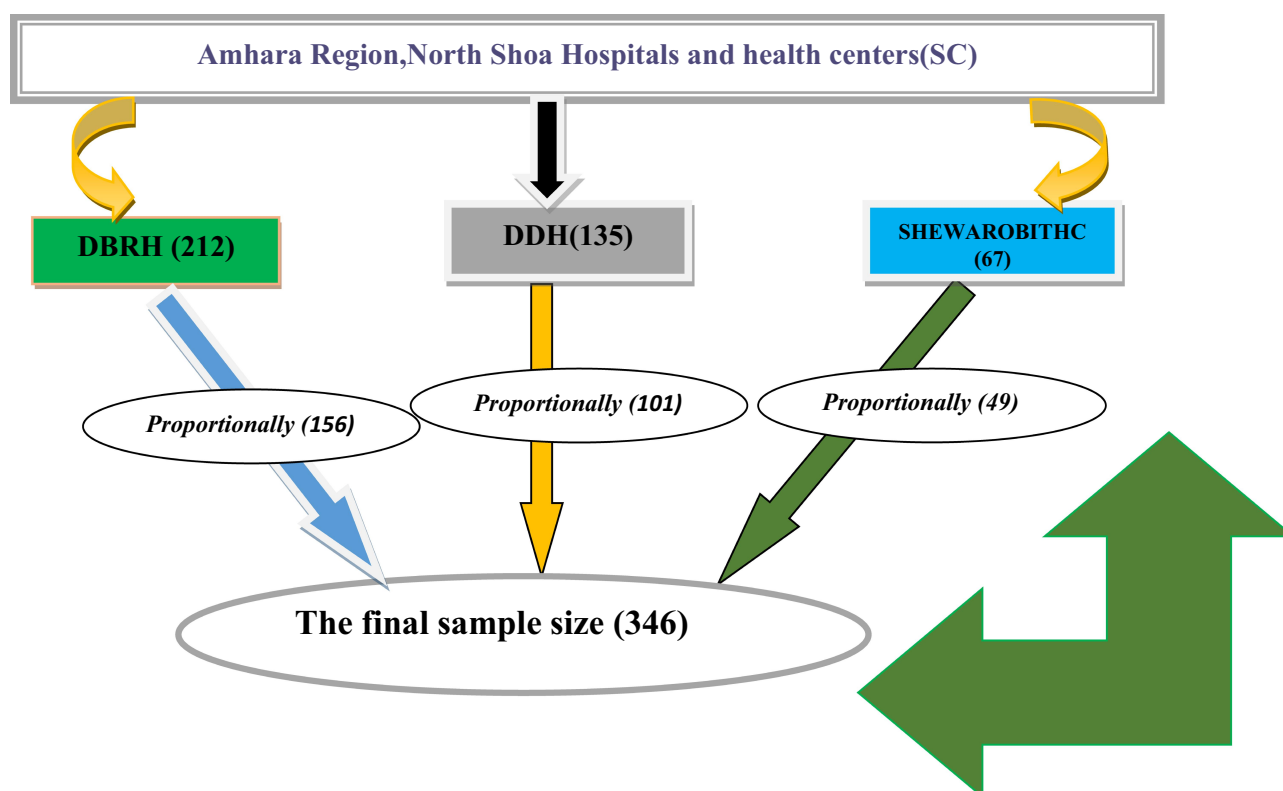 Amhara Region,North Shoa Hospitals and health centers(SC)
DBRH (212)
DDH(135)
SHEWAROBITHC
(67)
Proportionally (156)
Proportionally (101)
Proportionally (49)
The final sample size (346)